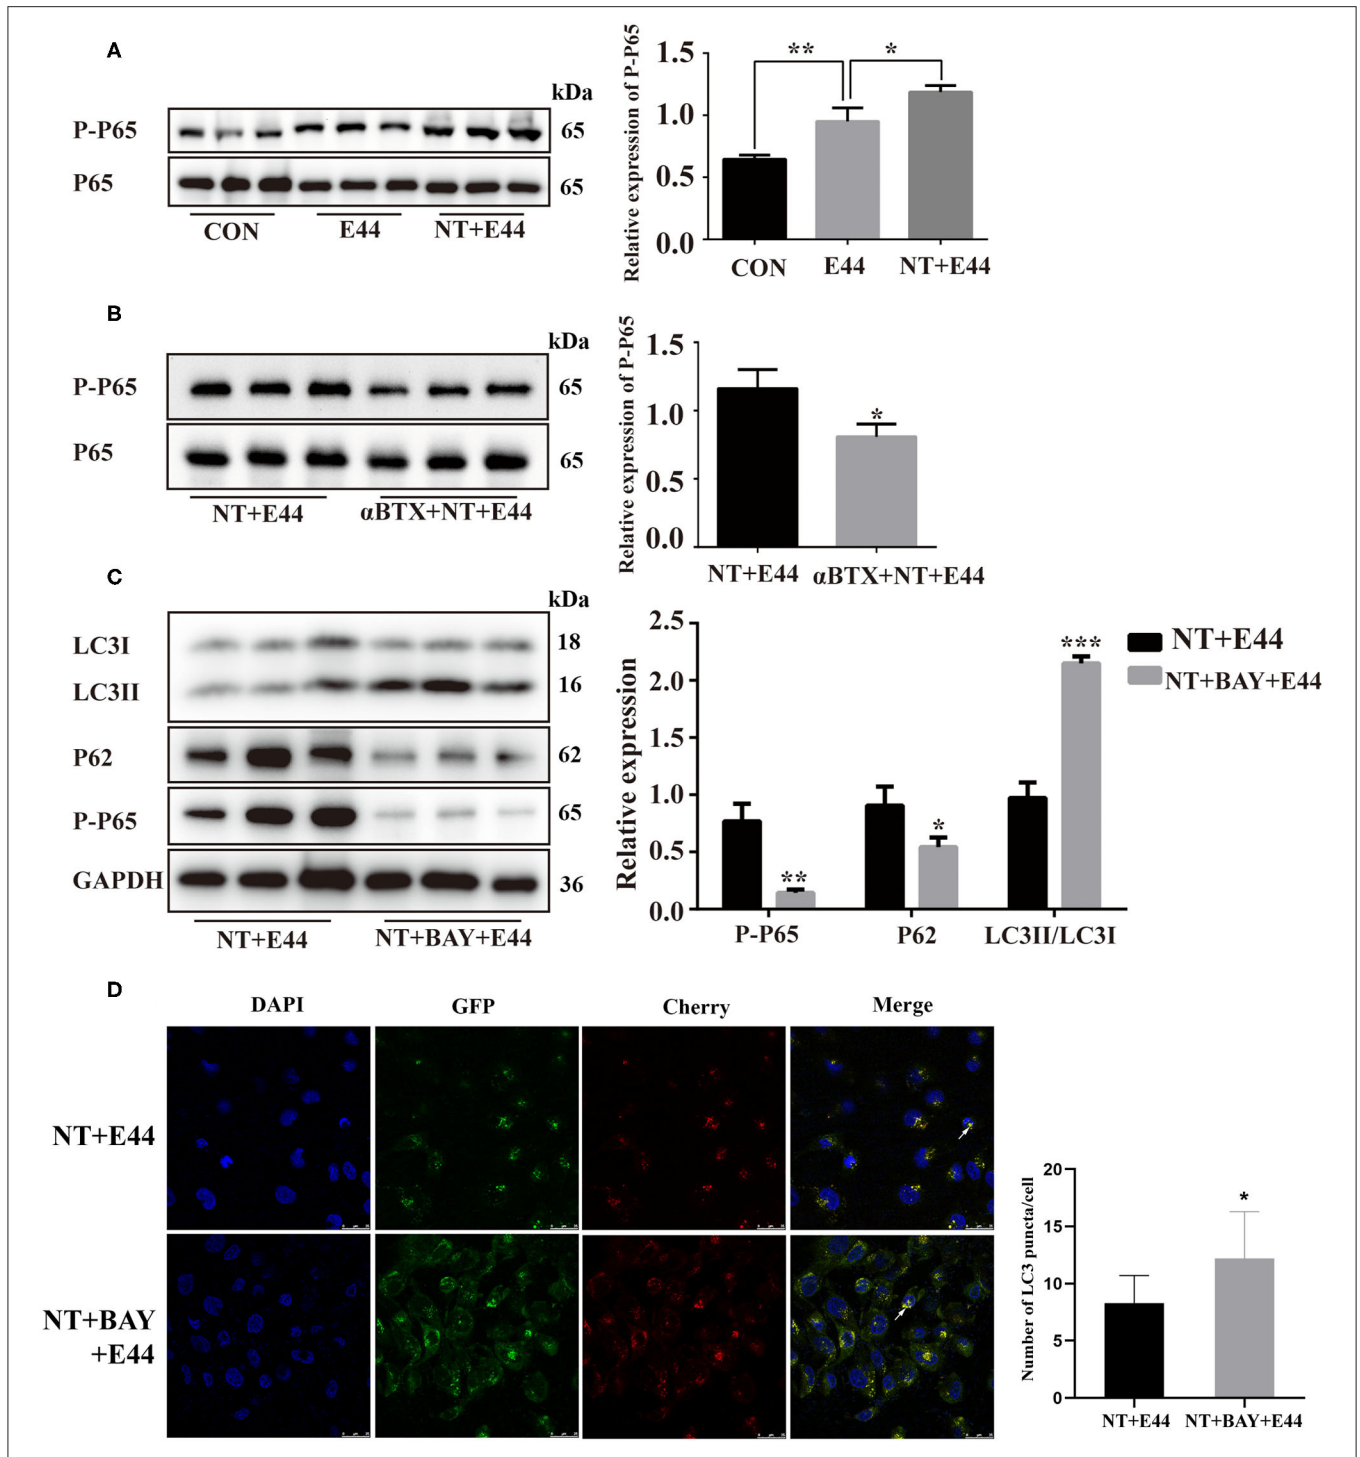 A
kDa
P-P65
65
P65
65
CON E44 NT+E44
Relative expression of P-P65
1.5
1.0
0.5
0.0
** *
CON E44 NT+E44
B
kDa
P-P65
65
P65
65
NT+E44 αBTX+NT+E44
Relative expression of P-P65
1.5
1.0
0.5
0.0
*
NT+E44 αBTX+NT+E44
C
kDa
LC3I
18
LC3II
16
P62
62
P-P65
65
GAPDH
36
NT+E44 NT+BAY+E44
Relative expression
2.5
2.0
1.5
1.0
0.5
0.0
**
*
***
P-P65 P62 LC3II/LC3I
NT+E44
NT+BAY+E44
D
DAPI GFP Cherry Merge
NT+E44
NT+BAY
+E44
Number of LC3 puncta/cell
20
15
10
5
0
*
NT+E44 NT+BAY+E44